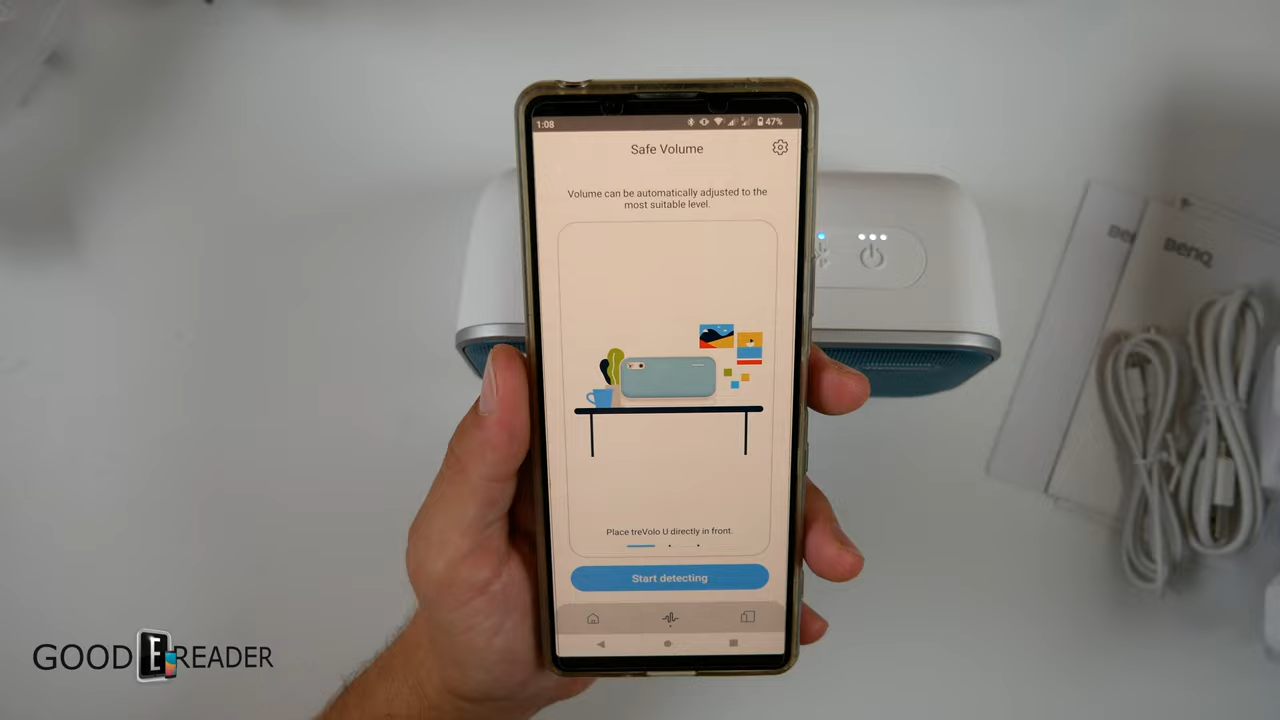 1:08
47%
Safe Volume
Volume can be automatically adjusted to the
most suitable level.
Place treVolo U directly in front.
Start detecting
BenQ
GOOD E READER